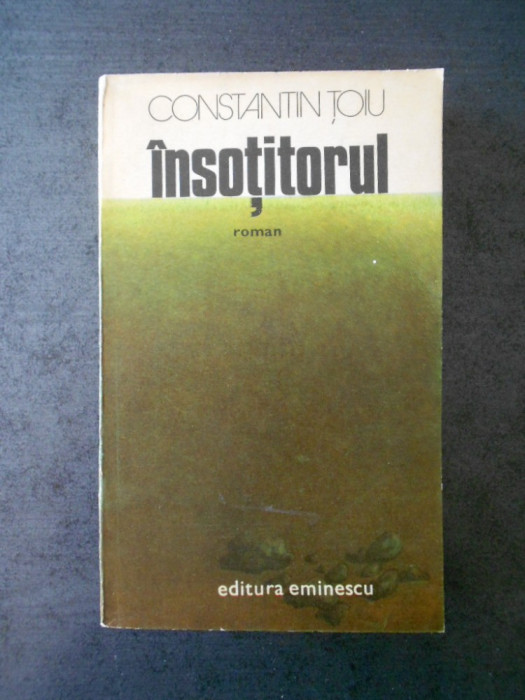 CONSTANTIN ȚOIU
însoțitorul
roman
editura eminescu